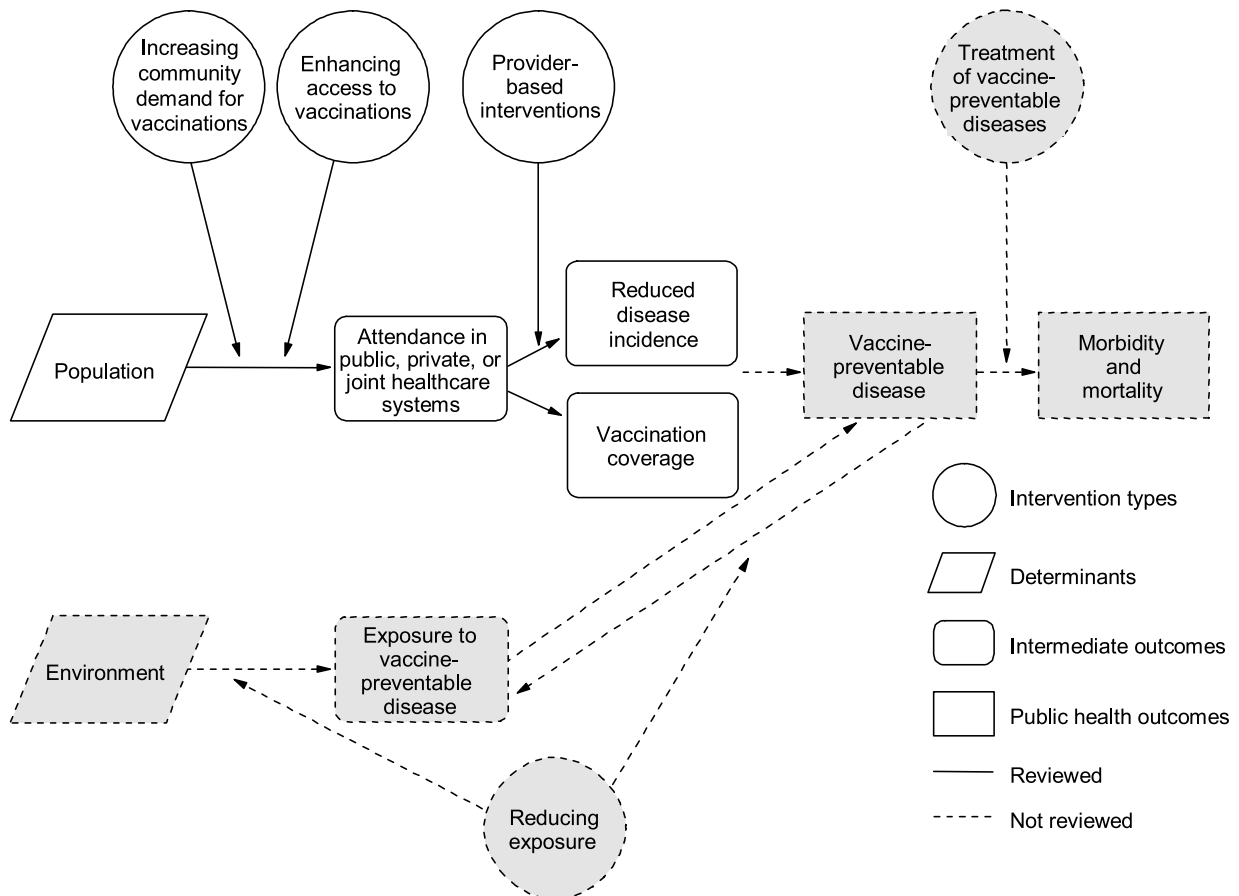 Increasing
community
demand for
vaccinations
Enhancing
access to
vaccinations
Provider-
based
interventions
Treatment
of vaccine-
preventable
diseases
Population
Attendance in
public, private, or
joint healthcare
systems
Reduced
disease
incidence
Vaccination
coverage
Vaccine-
preventable
disease
Morbidity
and
mortality
Environment
Exposure to
vaccine-
preventable
disease
Reducing
exposure
Intervention types
Determinants
Intermediate outcomes
Public health outcomes
Reviewed
Not reviewed